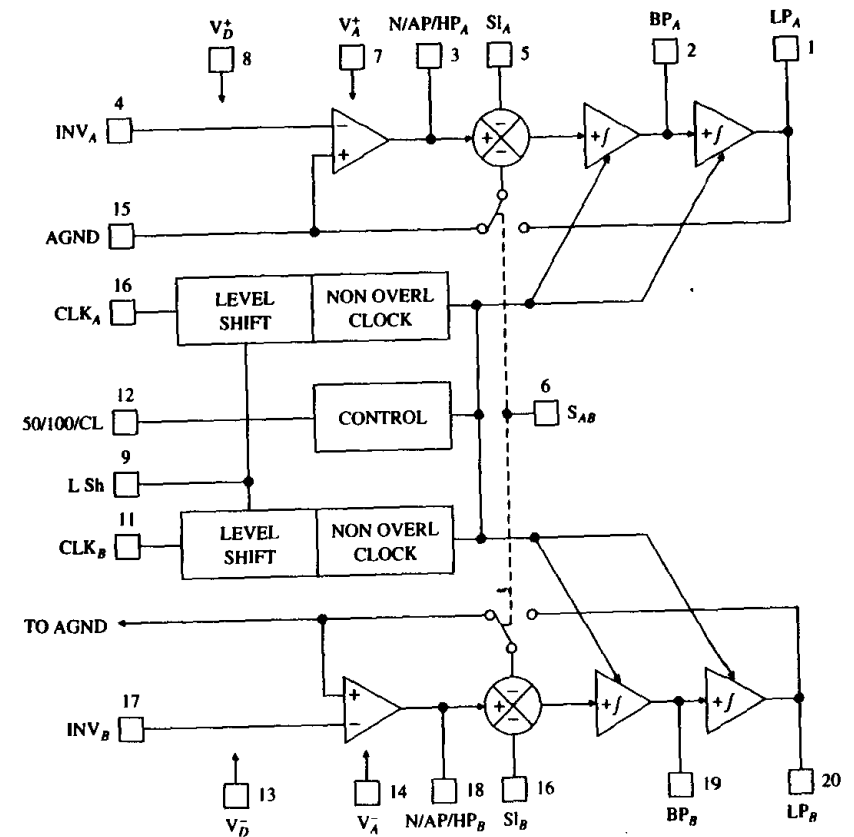 V_D^+ V_A^+ N/AP/HP_A SI_A BP_A LP_A
8 7 3 5 2 1
4
INV_A
− + + − − +∫ +∫
15
AGND
16
CLK_A LEVEL SHIFT NON OVERL CLOCK
12
50/100/CL CONTROL
6
S_AB
9
L Sh
11
CLK_B LEVEL SHIFT NON OVERL CLOCK
TO AGND
17
INV_B
+ − + − − +∫ +∫
13 14 18 16 19 20
V_D^- V_A^- N/AP/HP_B SI_B BP_B LP_B